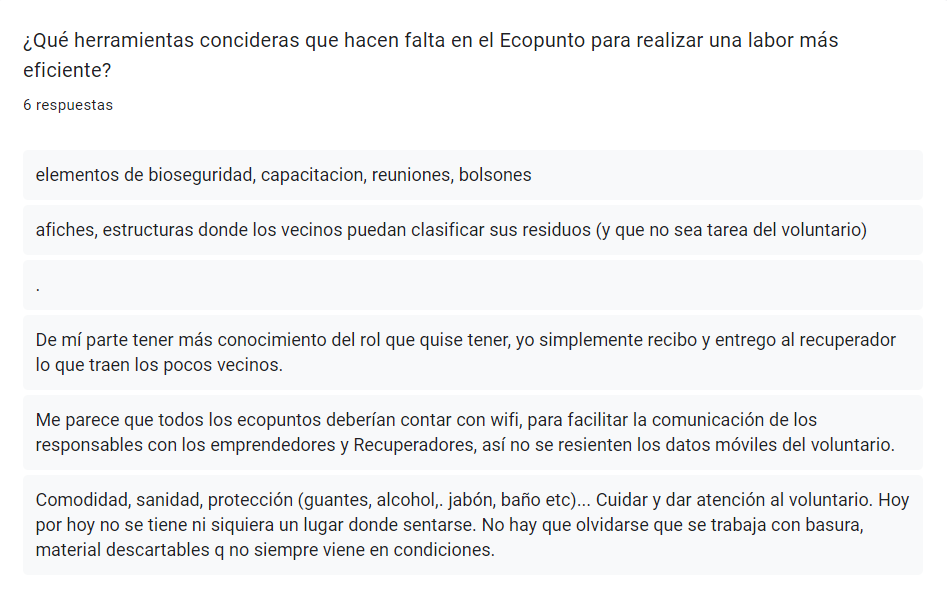 ¿Qué herramientas concideras que hacen falta en el Ecopunto para realizar una labor más
eficiente?
6 respuestas
elementos de bioseguridad, capacitacion, reuniones, bolsones
afiches, estructuras donde los vecinos puedan clasificar sus residuos (y que no sea tarea del voluntario)
.
De mí parte tener más conocimiento del rol que quise tener, yo simplemente recibo y entrego al recuperador
lo que traen los pocos vecinos.
Me parece que todos los ecopuntos deberían contar con wifi, para facilitar la comunicación de los
responsables con los emprendedores y Recuperadores, así no se resienten los datos móviles del voluntario.
Comodidad, sanidad, protección (guantes, alcohol,. jabón, baño etc)... Cuidar y dar atención al voluntario. Hoy
por hoy no se tiene ni siquiera un lugar donde sentarse. No hay que olvidarse que se trabaja con basura,
material descartables q no siempre viene en condiciones.